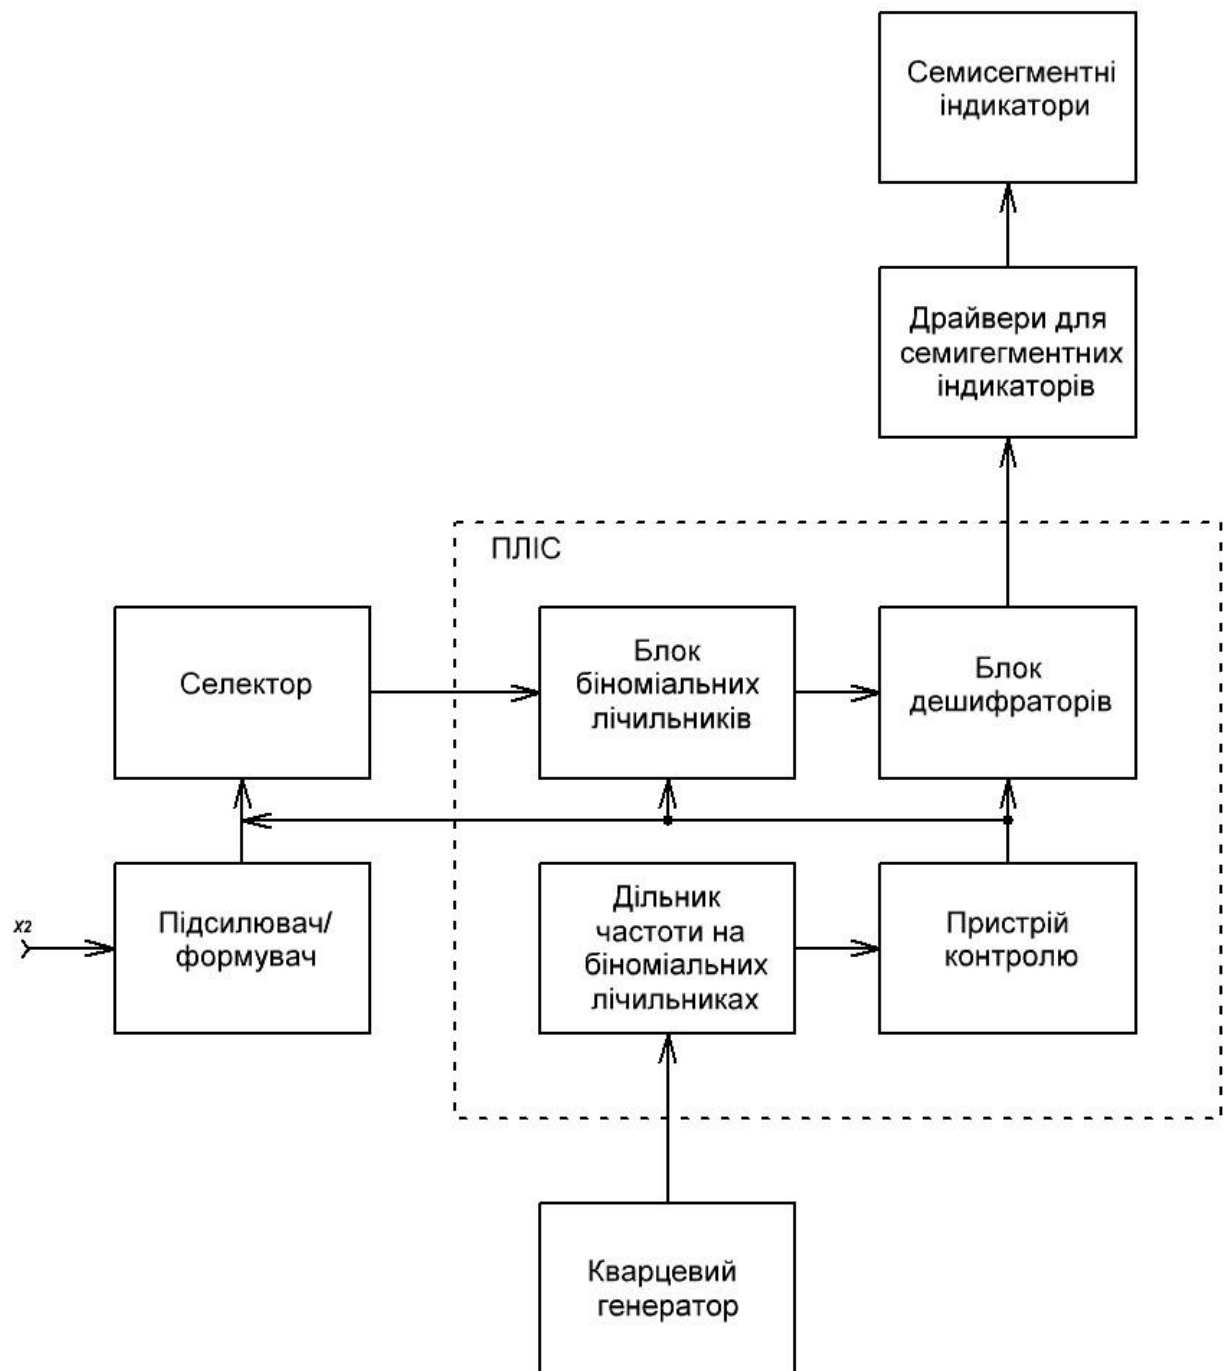 Семисегментні
індикатори
Драйвери для
семигегментних
індикаторів
ПЛІС
Селектор
Блок
біноміальних
лічильників
Блок
дешифраторів
x2
Підсилювач/
формувач
Дільник
частоти на
біноміальних
лічильниках
Пристрій
контролю
Кварцевий
генератор